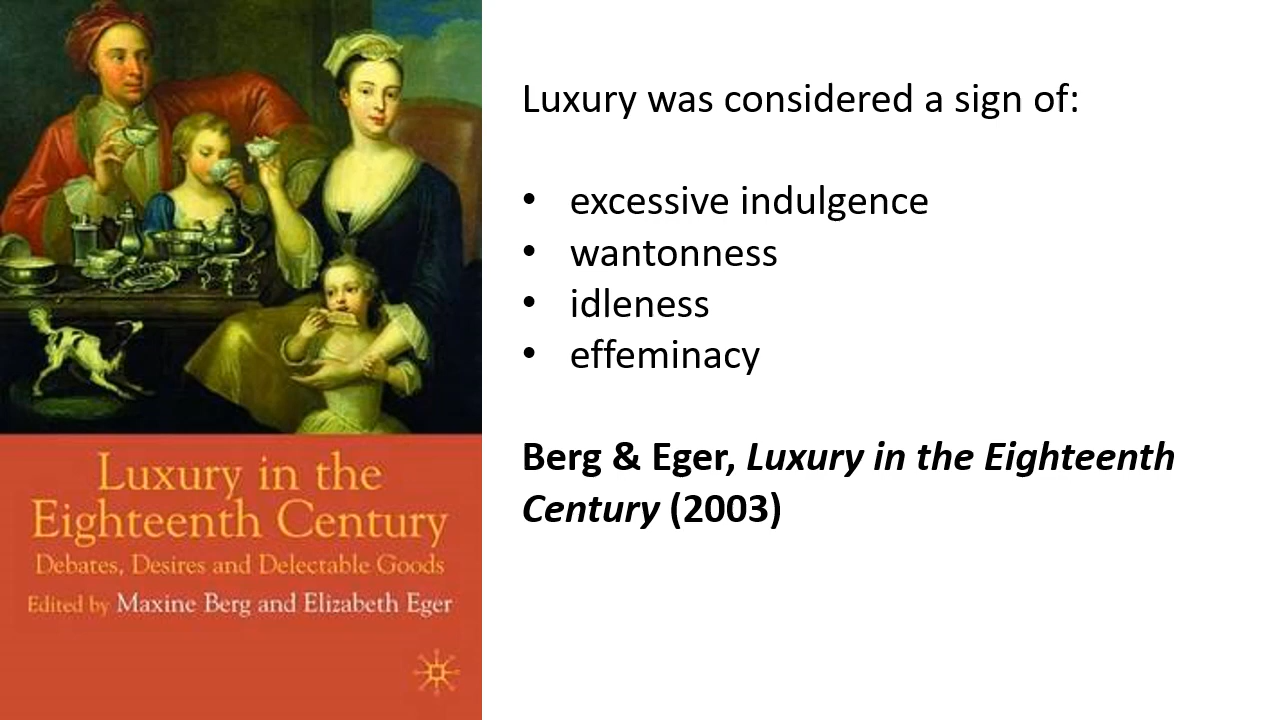 Luxury was considered a sign of:
• excessive indulgence
• wantonness
• idleness
• effeminacy
Berg & Eger, Luxury in the Eighteenth
Century (2003)
Luxury in the
Eighteenth Century
Debates, Desires and Delectable Goods
Edited by Maxine Berg and Elizabeth Eger